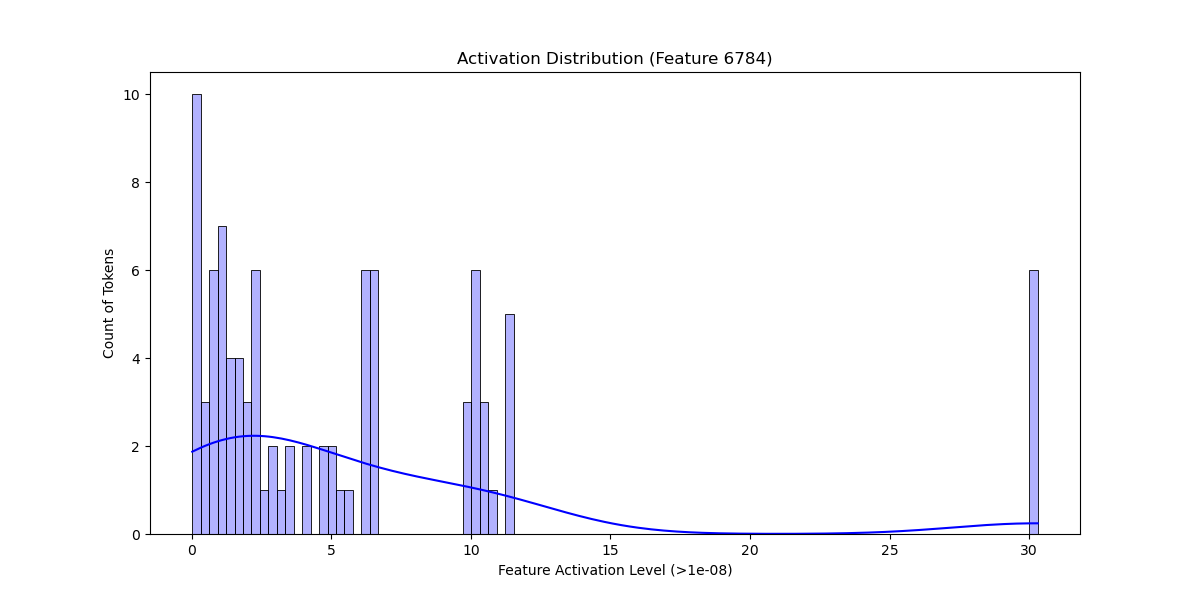 Activation Distribution (Feature 6784)
10
8
6
4
2
0
Count of Tokens
0 5 10 15 20 25 30
Feature Activation Level (>1e-08)